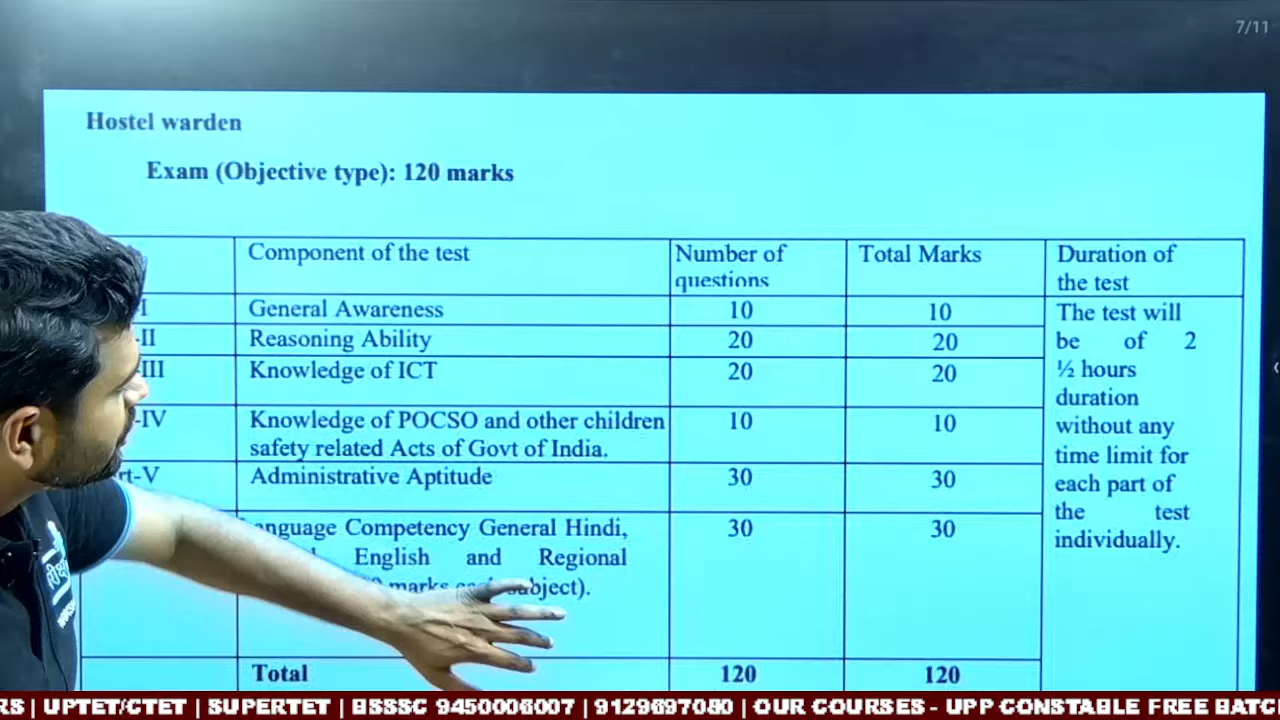 7/11
Hostel warden
Exam (Objective type): 120 marks
Component of the test
Number of
questions
Total Marks
Duration of
the test
I
General Awareness
10
10
The test will
-II
Reasoning Ability
20
20
be of 2
-III
Knowledge of ICT
20
20
½ hours
duration
-IV
Knowledge of POCSO and other children
10
10
without any
safety related Acts of Govt of India.
time limit for
rt-V
Administrative Aptitude
30
30
each part of
anguage Competency General Hindi,
30
30
the test
English and Regional
individually.
marks subject).
Total
120
120
RS | UPTET/CTET | SUPERTET | BSSSC 9450006007 | 9129697080 | OUR COURSES - UPP CONSTABLE FREE BATC